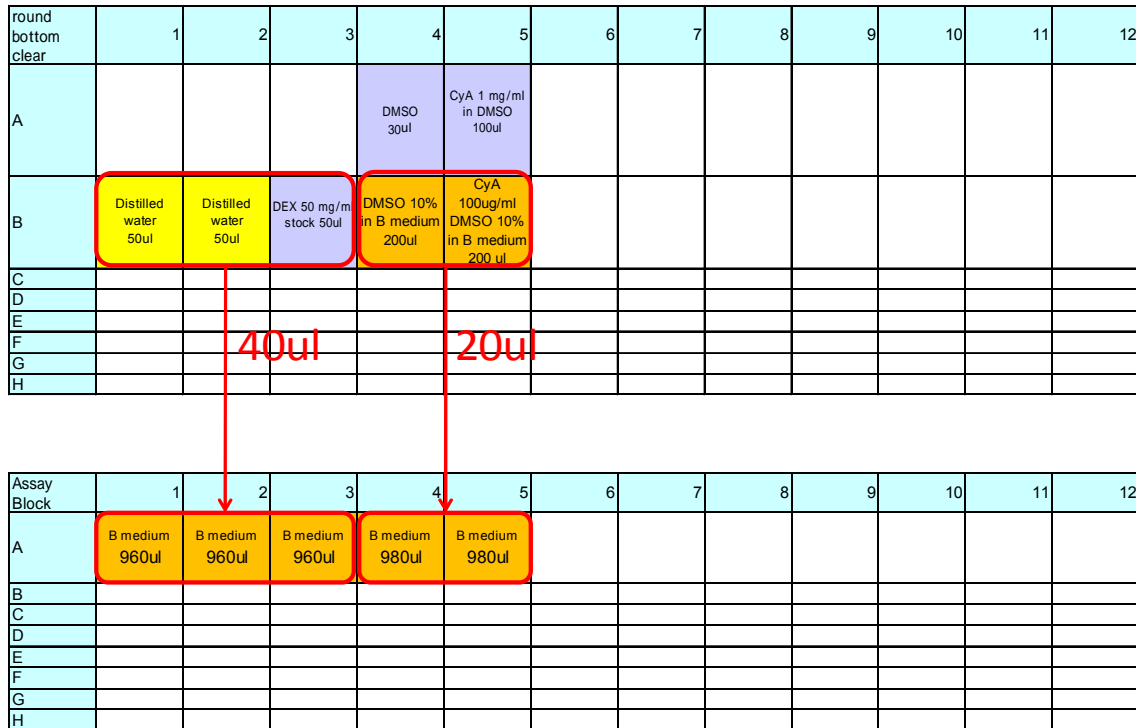 round
bottom
clear
1 2 3 4 5 6 7 8 9 10 11 12
A
DMSO
30ul
CyA 1 mg/ml
in DMSO
100ul
B
Distilled
water
50ul
Distilled
water
50ul
DEX 50 mg/ml
stock 50ul
DMSO 10%
in B medium
200ul
CyA
100ug/ml
DMSO 10%
in B medium
200 ul
C
D
E
F
G
H
40ul
20ul
Assay
Block
1 2 3 4 5 6 7 8 9 10 11 12
A
B medium
960ul
B medium
960ul
B medium
960ul
B medium
980ul
B medium
980ul
B
C
D
E
F
G
H